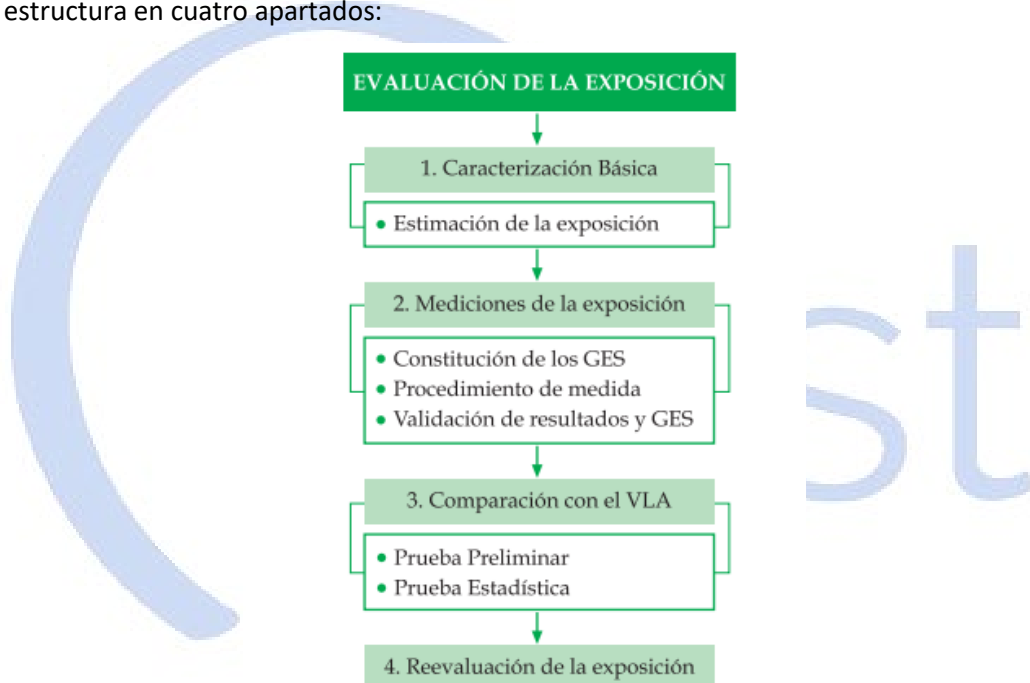 estructura en cuatro apartados:
EVALUACIÓN DE LA EXPOSICIÓN
1. Caracterización Básica
• Estimación de la exposición
2. Mediciones de la exposición
• Constitución de los GES
• Procedimiento de medida
• Validación de resultados y GES
3. Comparación con el VLA
• Prueba Preliminar
• Prueba Estadística
4. Reevaluación de la exposición
st